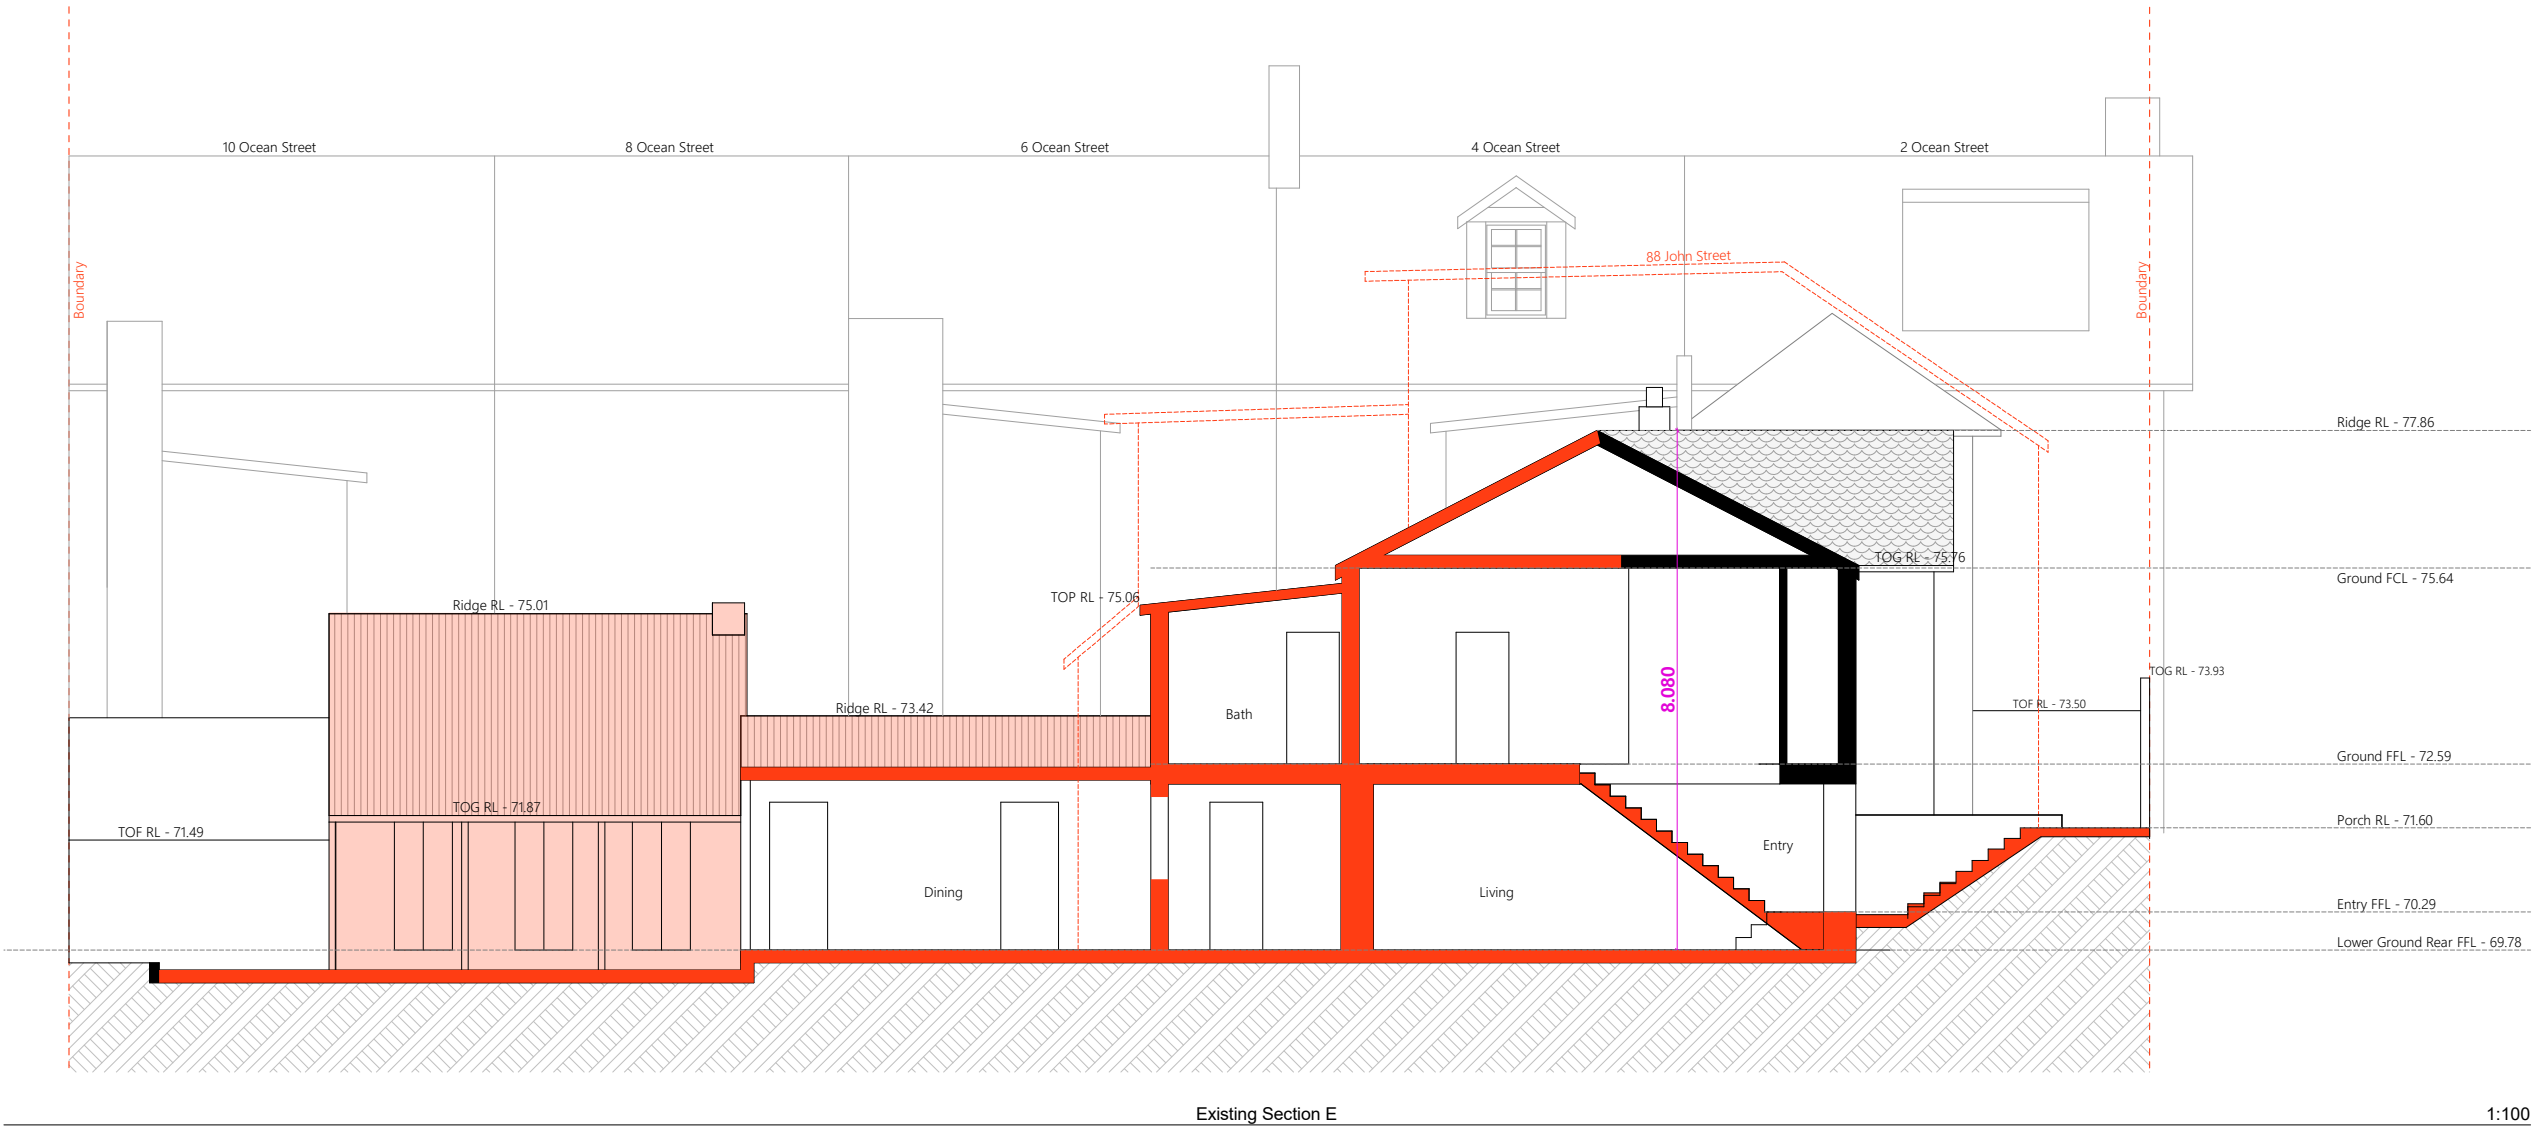 10 Ocean Street
8 Ocean Street
6 Ocean Street
4 Ocean Street
2 Ocean Street
88 John Street
Boundary
Boundary
Ridge RL - 77.86
TOG RL - 75.76
Ground FCL - 75.64
Ridge RL - 75.01
TOP RL - 75.06
TOG RL - 73.93
8.080
TOF RL - 73.50
Ridge RL - 73.42
Bath
Ground FFL - 72.59
TOG RL - 71.87
Porch RL - 71.60
TOF RL - 71.49
Entry
Dining
Living
Entry FFL - 70.29
Lower Ground Rear FFL - 69.78
Existing Section E
1:100